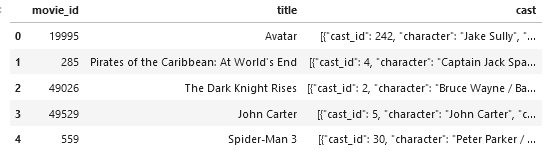 movie_id title cast
0 19995 Avatar [{"cast_id": 242, "character": "Jake Sully", "...
1 285 Pirates of the Caribbean: At World's End [{"cast_id": 4, "character": "Captain Jack Spa...
2 49026 The Dark Knight Rises [{"cast_id": 2, "character": "Bruce Wayne / Ba...
3 49529 John Carter [{"cast_id": 5, "character": "John Carter", "c...
4 559 Spider-Man 3 [{"cast_id": 30, "character": "Peter Parker / ...